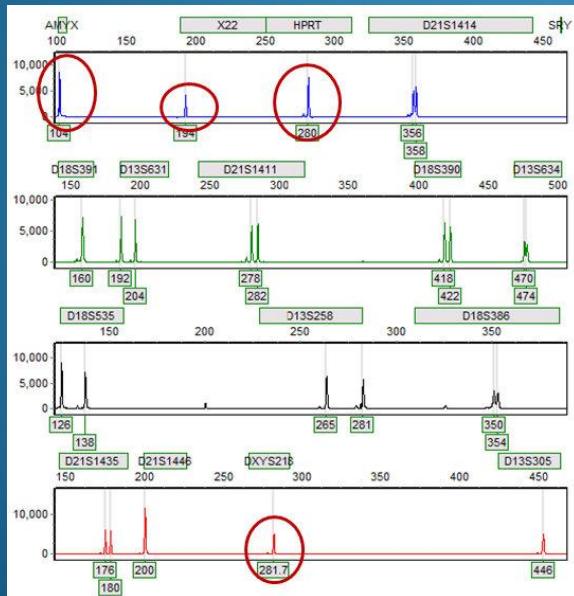 AMYX X22 HPRT D21S1414 SRY
100 150 200 250 300 350 400 450
10,000
5,000
0
104 194 280 356
358
D18S391 D13S631 D21S1411 D18S390 D13S634
150 200 250 300 350 400 450 500
10,000
5,000
0
160 192 278 418 470
204 282 422 474
D18S535 D13S258 D18S386
150 200 250 300 350
10,000
5,000
0
126 265 281 350
138 354
D21S1435 D21S1446 DXYS218 D13S305
150 200 250 300 350 400 450
10,000
0
176 200 281.7 446
180